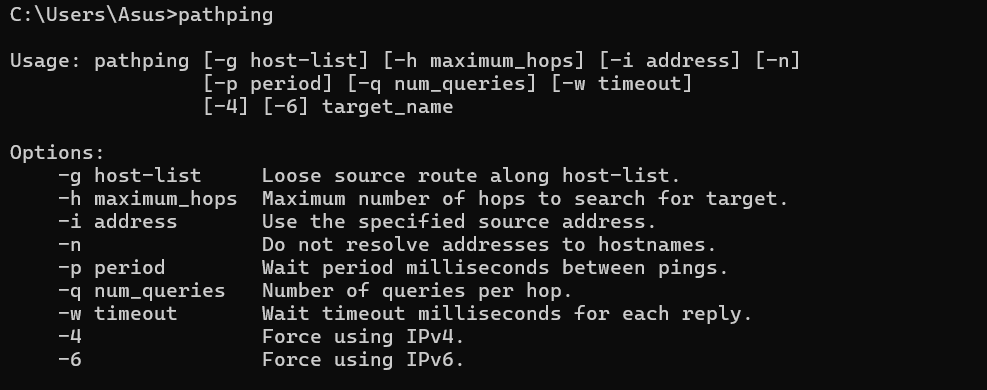 C:\Users\Asus>pathping

Usage: pathping [-g host-list] [-h maximum_hops] [-i address] [-n]
                [-p period] [-q num_queries] [-w timeout]
                [-4] [-6] target_name

Options:
    -g host-list     Loose source route along host-list.
    -h maximum_hops  Maximum number of hops to search for target.
    -i address       Use the specified source address.
    -n               Do not resolve addresses to hostnames.
    -p period        Wait period milliseconds between pings.
    -q num_queries   Number of queries per hop.
    -w timeout       Wait timeout milliseconds for each reply.
    -4               Force using IPv4.
    -6               Force using IPv6.